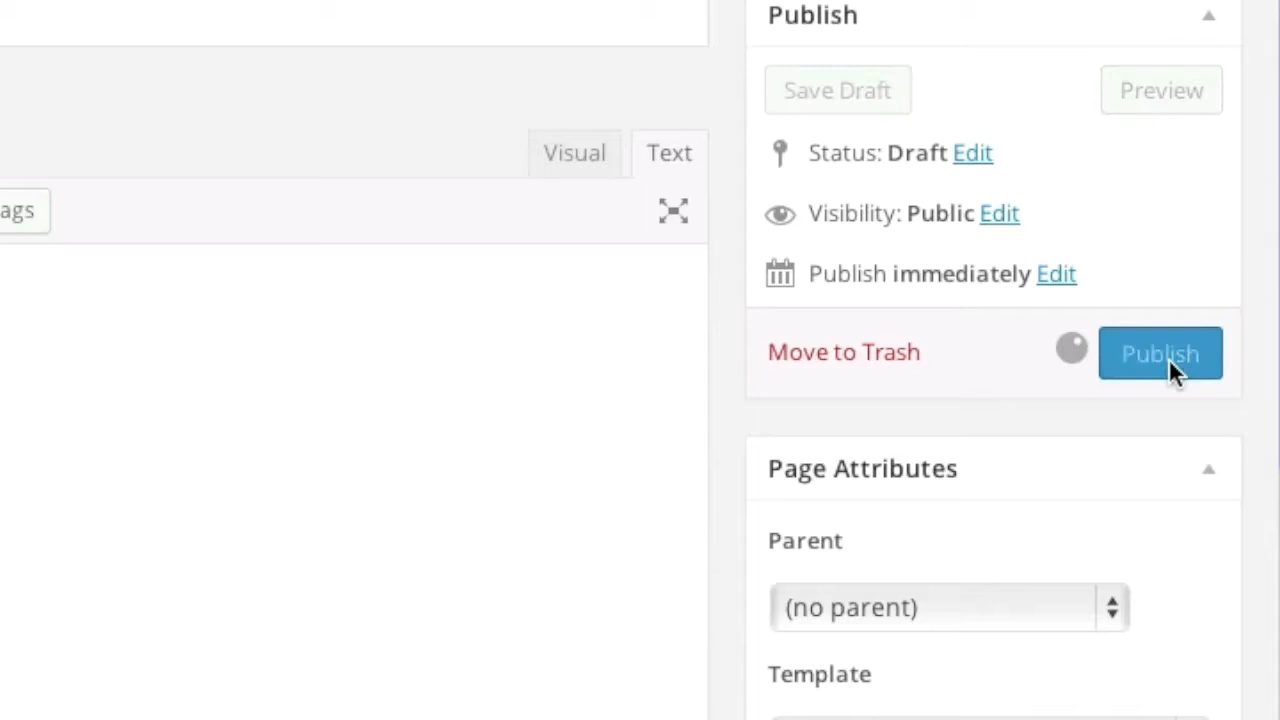 Publish
Save Draft
Preview
Visual
Text
Status: Draft Edit
ags
Visibility: Public Edit
Publish immediately Edit
Move to Trash
Publish
Page Attributes
Parent
(no parent)
Template